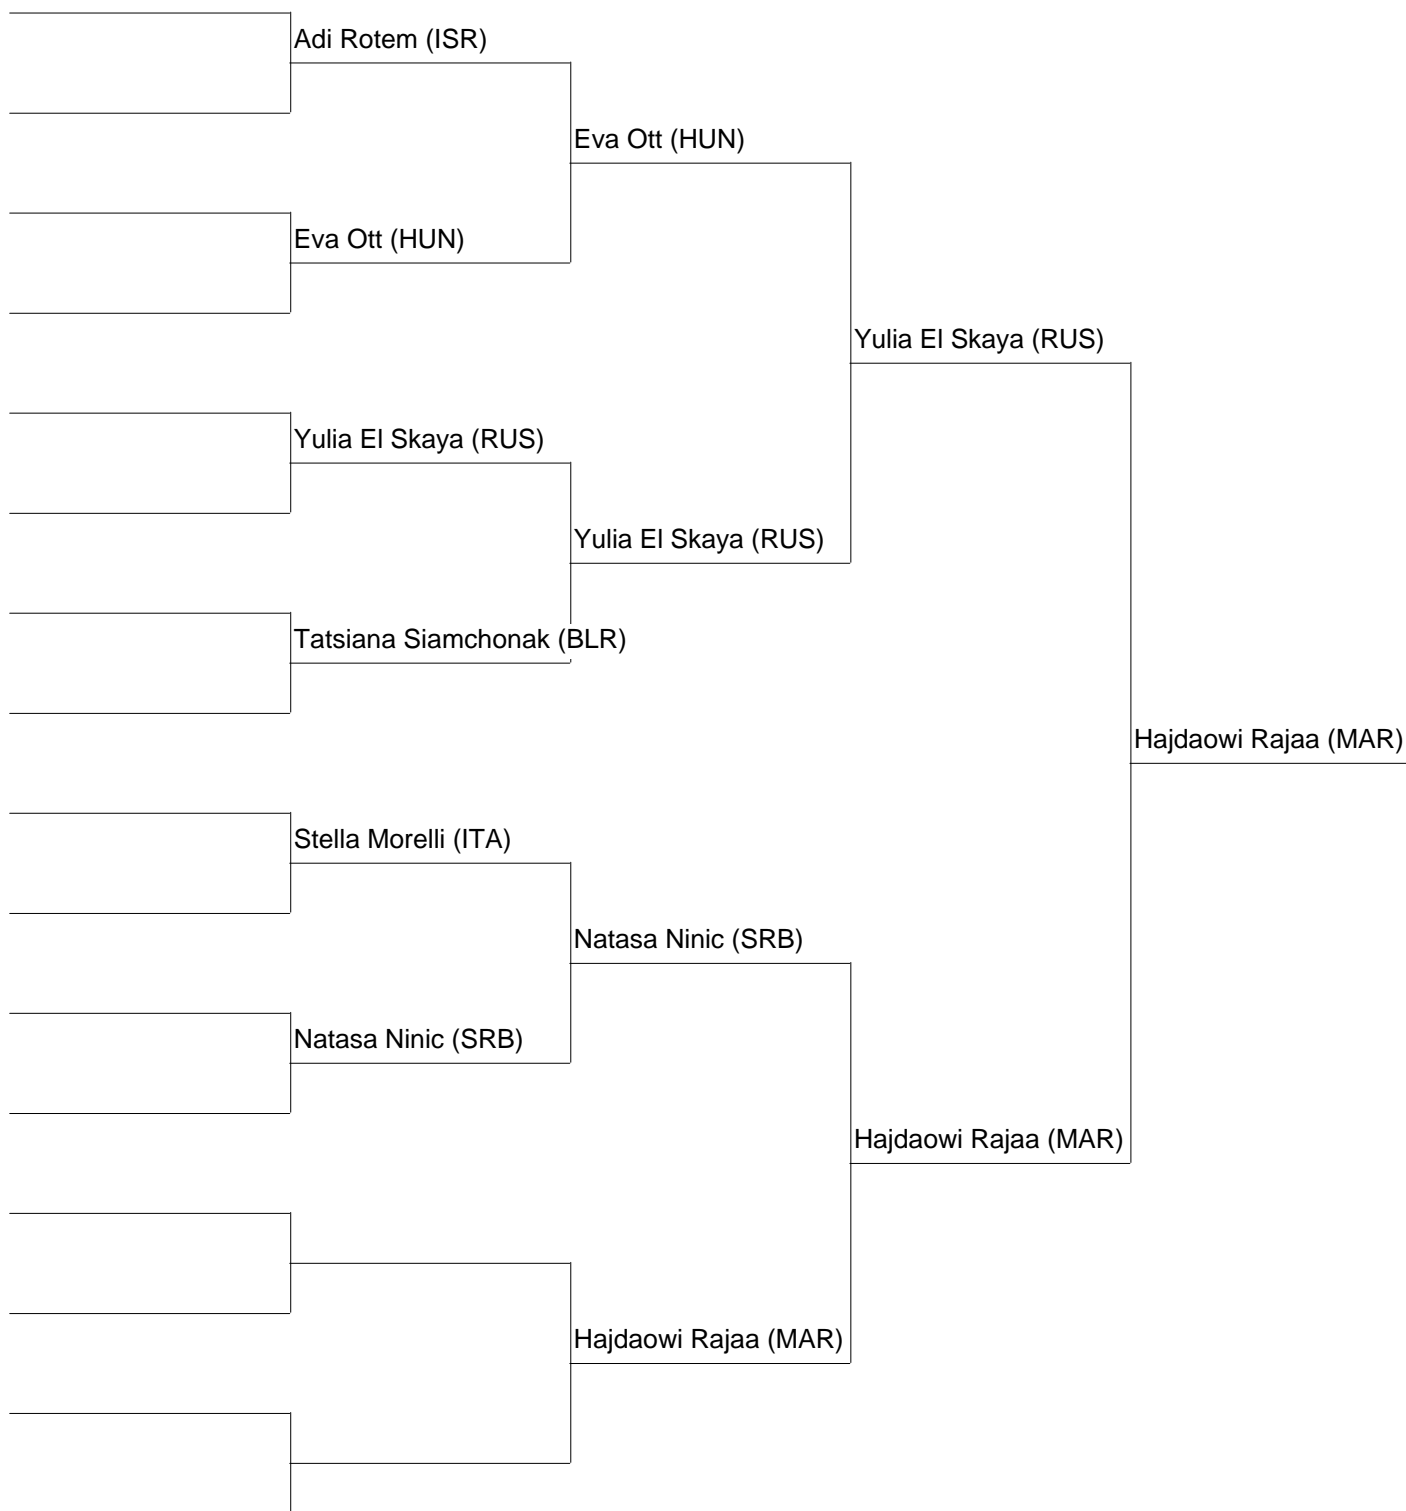 Adi Rotem (ISR)
Eva Ott (HUN)
Eva Ott (HUN)
Yulia El Skaya (RUS)
Yulia El Skaya (RUS)
Yulia El Skaya (RUS)
Tatsiana Siamchonak (BLR)
Hajdaowi Rajaa (MAR)
Stella Morelli (ITA)
Natasa Ninic (SRB)
Natasa Ninic (SRB)
Hajdaowi Rajaa (MAR)
Hajdaowi Rajaa (MAR)